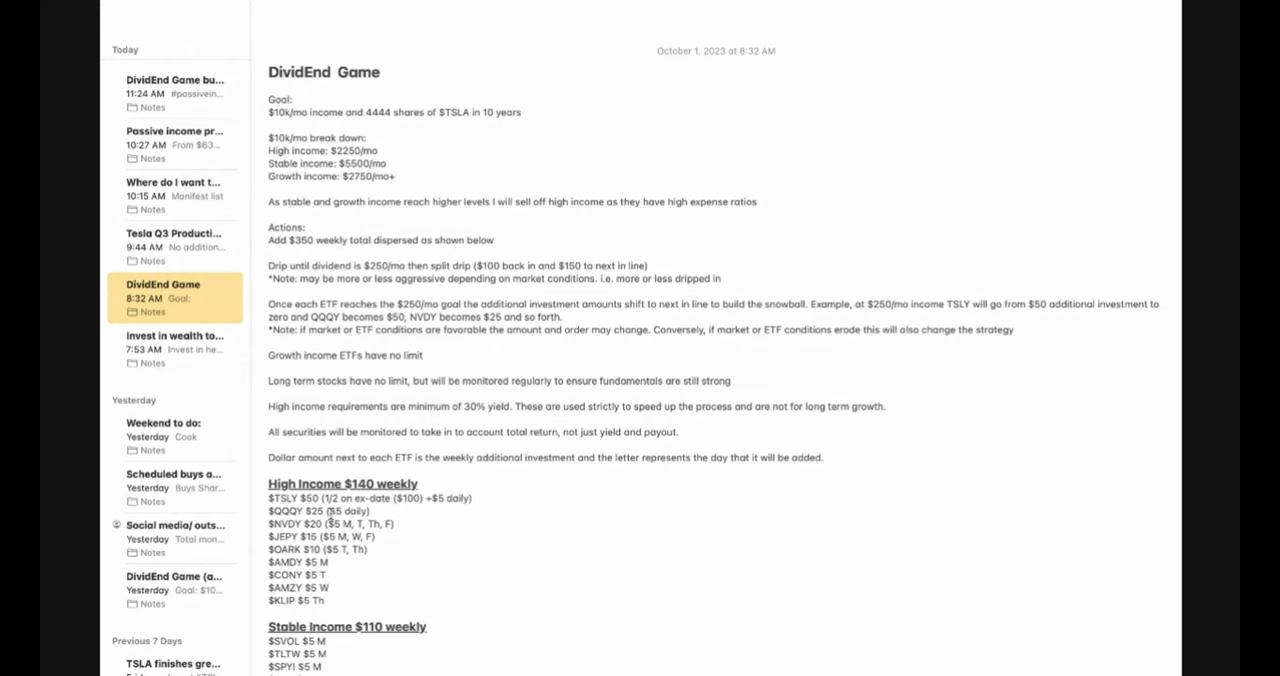 Today
DividEnd Game bu...
11:24 AM #passivein...
Notes
Passive income pr...
10:27 AM From $63...
Notes
Where do I want t...
10:15 AM Manifest list
Notes
Tesla Q3 Producti...
9:44 AM No addition...
Notes
DividEnd Game
8:32 AM Goal:
Notes
Invest in wealth to...
7:53 AM Invest in he...
Notes
Yesterday
Weekend to do:
Yesterday Cook
Notes
Scheduled buys a...
Yesterday Buys Shar...
Notes
Social media/ outs...
Yesterday Total mon...
Notes
DividEnd Game (a...
Yesterday Goal: $10...
Notes
Previous 7 Days
TSLA finishes gre...
October 1, 2023 at 8:32 AM
DividEnd Game
Goal:
$10k/mo income and 4444 shares of $TSLA in 10 years
$10k/mo break down:
High income: $2250/mo
Stable income: $5500/mo
Growth income: $2750/mo+
As stable and growth income reach higher levels I will sell off high income as they have high expense ratios
Actions:
Add $350 weekly total dispersed as shown below
Drip until dividend is $250/mo then split drip ($100 back in and $150 to next in line)
*Note: may be more or less aggressive depending on market conditions. i.e. more or less dripped in
Once each ETF reaches the $250/mo goal the additional investment amounts shift to next in line to build the snowball. Example, at $250/mo income TSLY will go from $50 additional investment to
zero and QQQY becomes $50, NVDY becomes $25 and so forth.
*Note: if market or ETF conditions are favorable the amount and order may change. Conversely, if market or ETF conditions erode this will also change the strategy
Growth income ETFs have no limit
Long term stocks have no limit, but will be monitored regularly to ensure fundamentals are still strong
High income requirements are minimum of 30% yield. These are used strictly to speed up the process and are not for long term growth.
All securities will be monitored to take in to account total return, not just yield and payout.
Dollar amount next to each ETF is the weekly additional investment and the letter represents the day that it will be added.
High Income $140 weekly
$TSLY $50 (1/2 on ex-date ($100) +$5 daily)
$QQQY $25 ($5 daily)
$NVDY $20 ($5 M, T, Th, F)
$JEPY $15 ($5 M, W, F)
$OARK $10 ($5 T, Th)
$AMDY $5 M
$CONY $5 T
$AMZY $5 W
$KLIP $5 Th
Stable Income $110 weekly
$SVOL $5 M
$TLTW $5 M
$SPYI $5 M